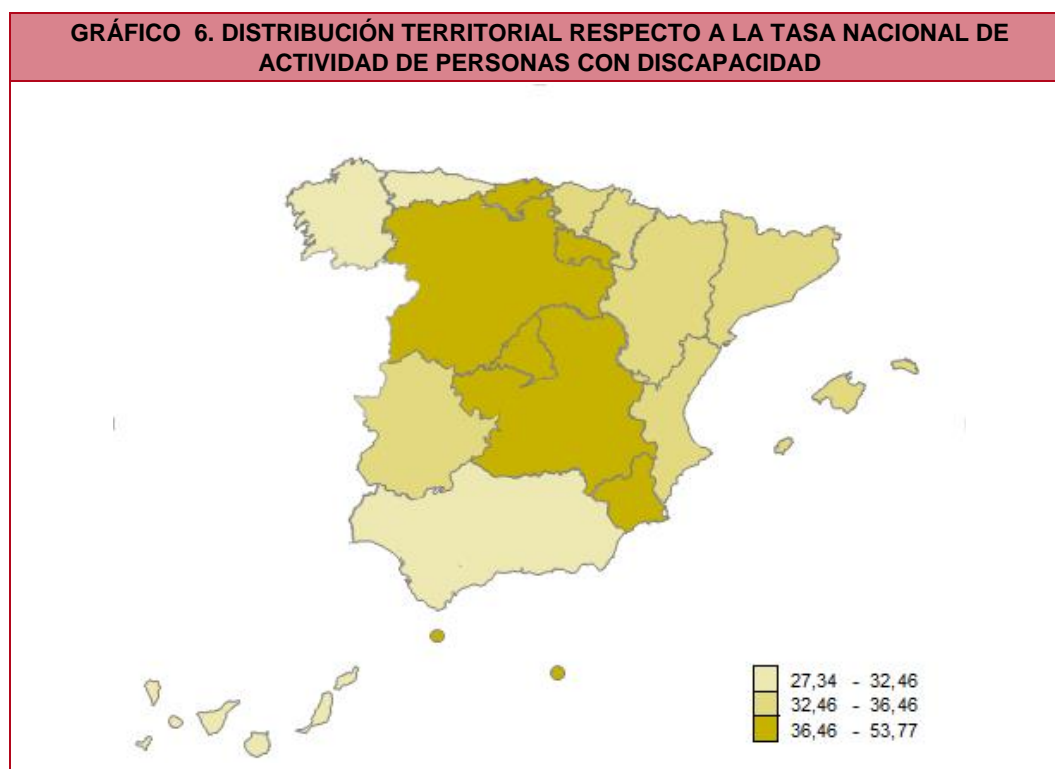 GRÁFICO 6. DISTRIBUCIÓN TERRITORIAL RESPECTO A LA TASA NACIONAL DE
ACTIVIDAD DE PERSONAS CON DISCAPACIDAD
27,34 - 32,46
32,46 - 36,46
36,46 - 53,77